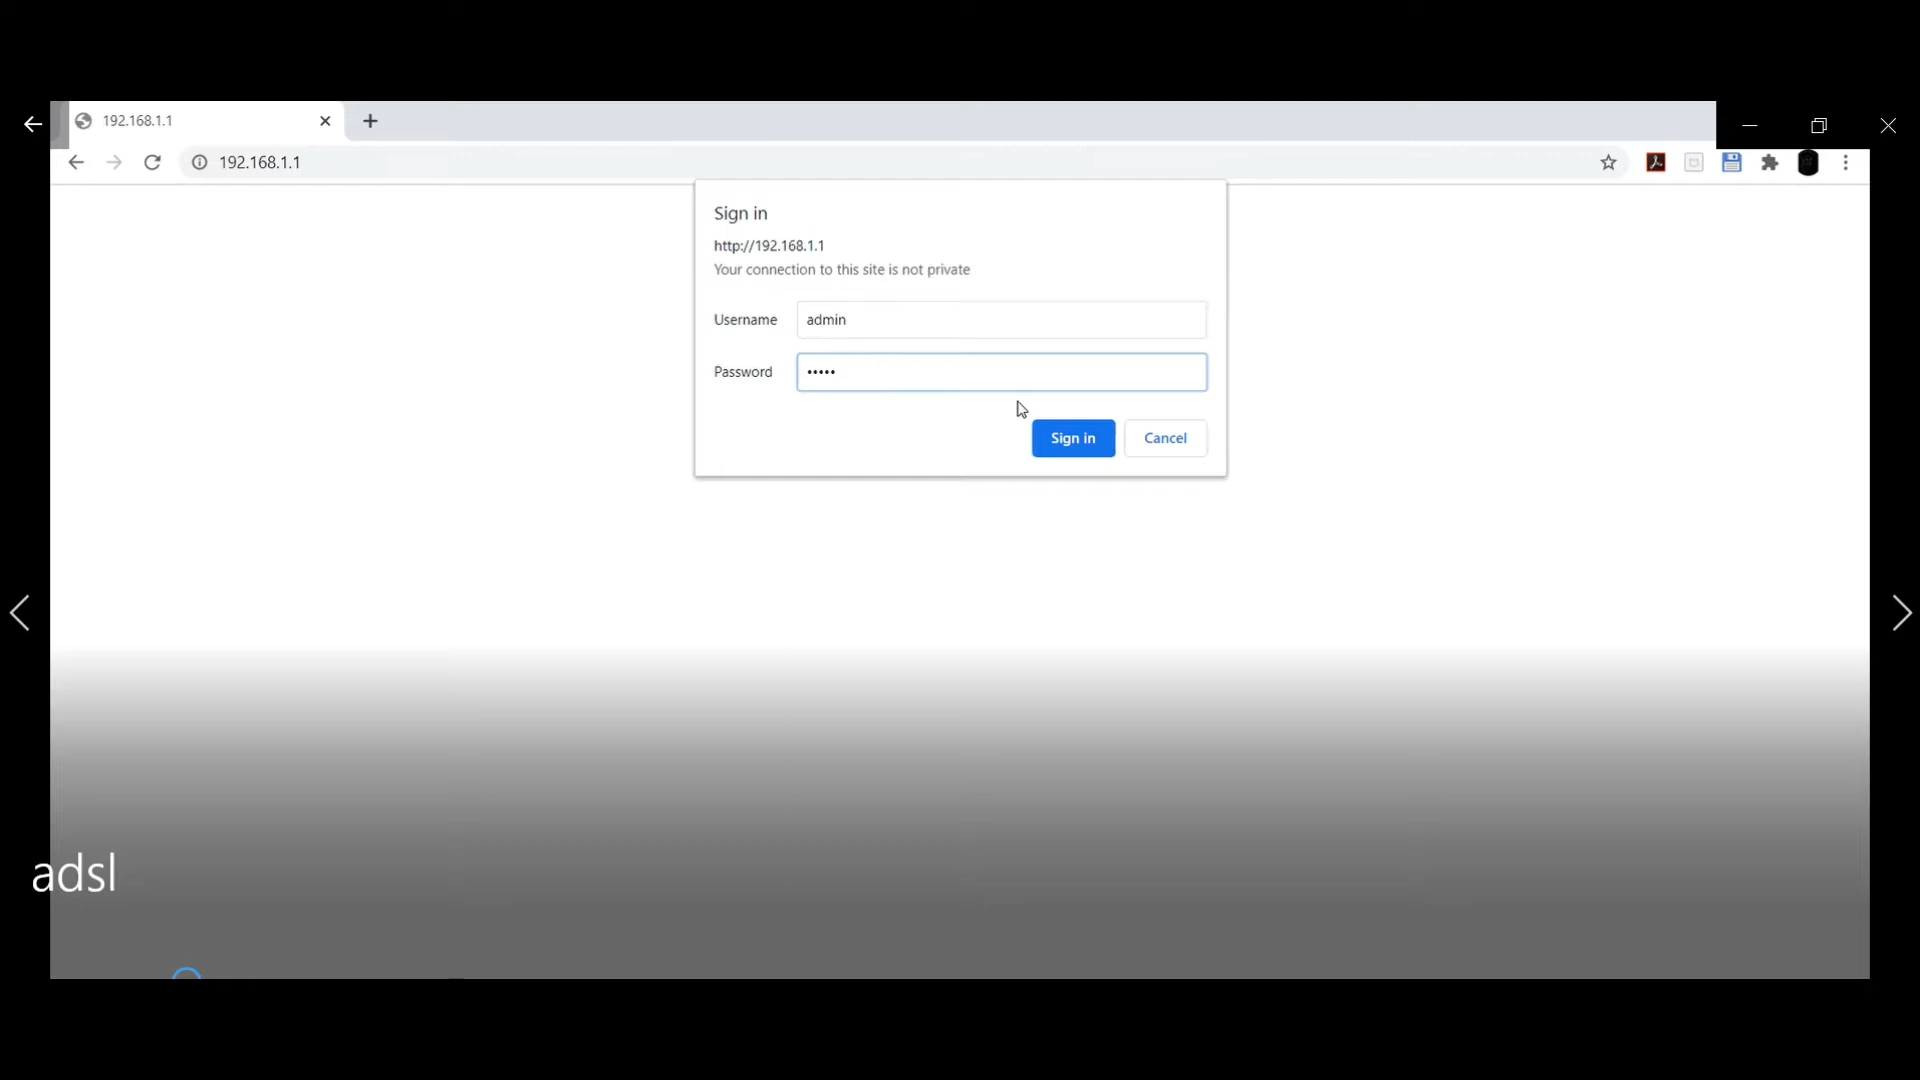 192.168.1.1
192.168.1.1
Sign in
http://192.168.1.1
Your connection to this site is not private
Username admin
Password •••••
Sign in Cancel
adsl